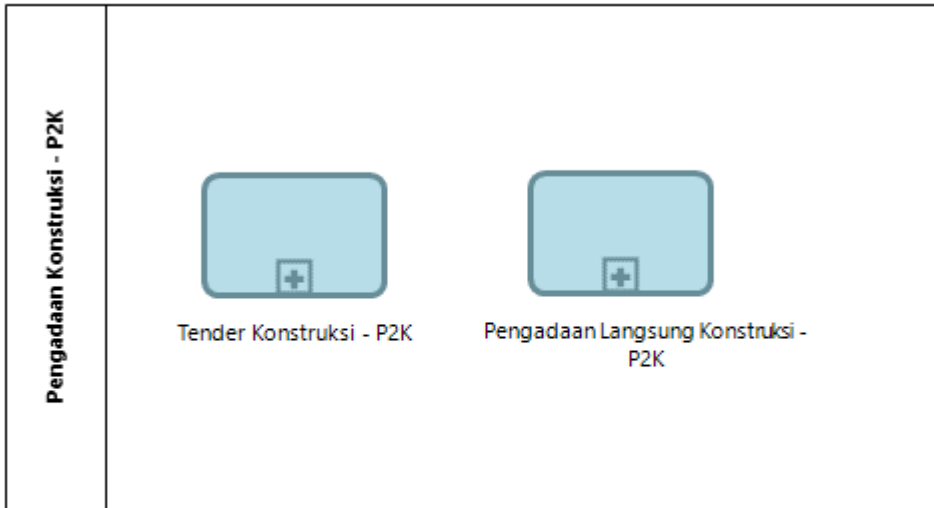 Pengadaan Konstruksi - P2K
Tender Konstruksi - P2K
Pengadaan Langsung Konstruksi -
P2K